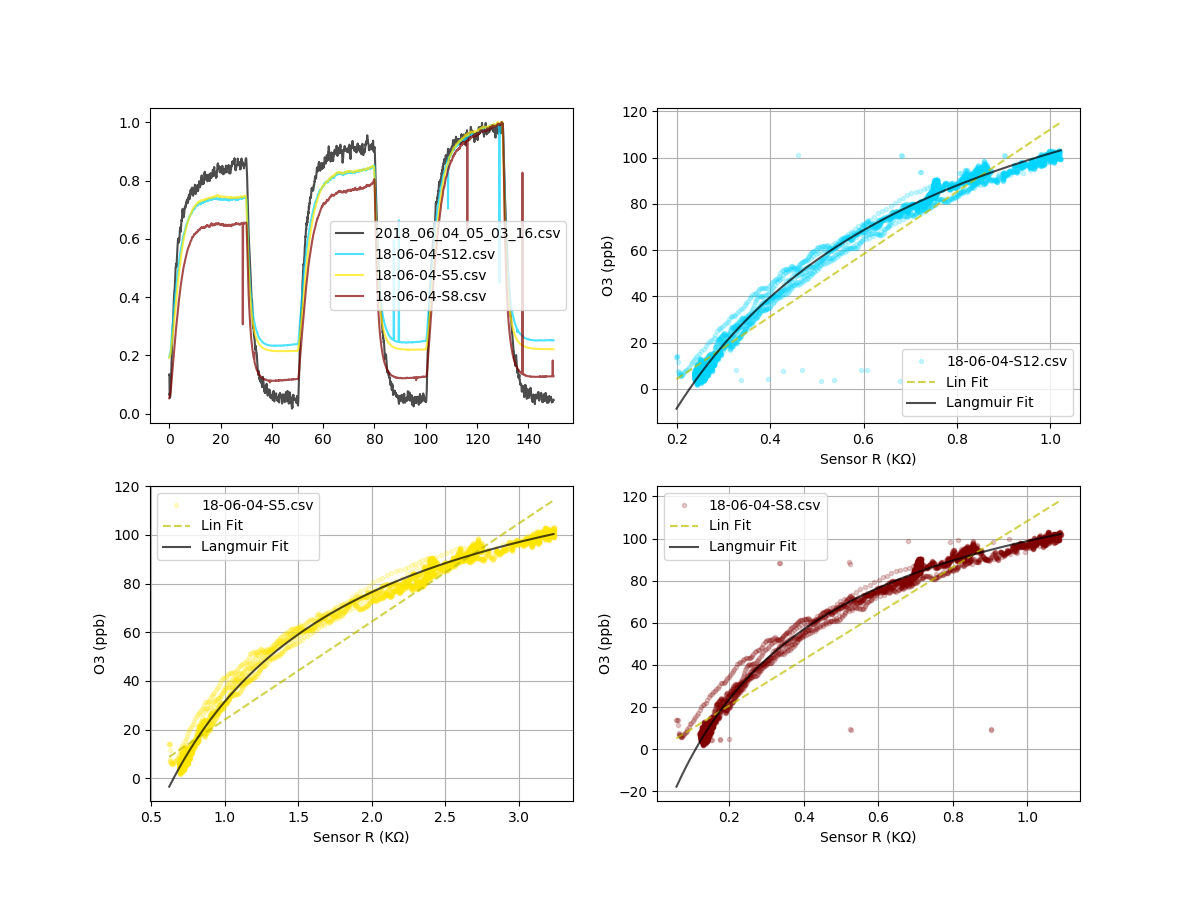 1.0
0.8
0.6
0.4
0.2
0.0
0 20 40 60 80 100 120 140
2018_06_04_05_03_16.csv
18-06-04-S12.csv
18-06-04-S5.csv
18-06-04-S8.csv
O3 (ppb)
120
100
80
60
40
20
0
0.2 0.4 0.6 0.8 1.0
Sensor R (KΩ)
18-06-04-S12.csv
Lin Fit
Langmuir Fit
O3 (ppb)
120
100
80
60
40
20
0
0.5 1.0 1.5 2.0 2.5 3.0
Sensor R (KΩ)
18-06-04-S5.csv
Lin Fit
Langmuir Fit
O3 (ppb)
120
100
80
60
40
20
0
−20
0.2 0.4 0.6 0.8 1.0
Sensor R (KΩ)
18-06-04-S8.csv
Lin Fit
Langmuir Fit